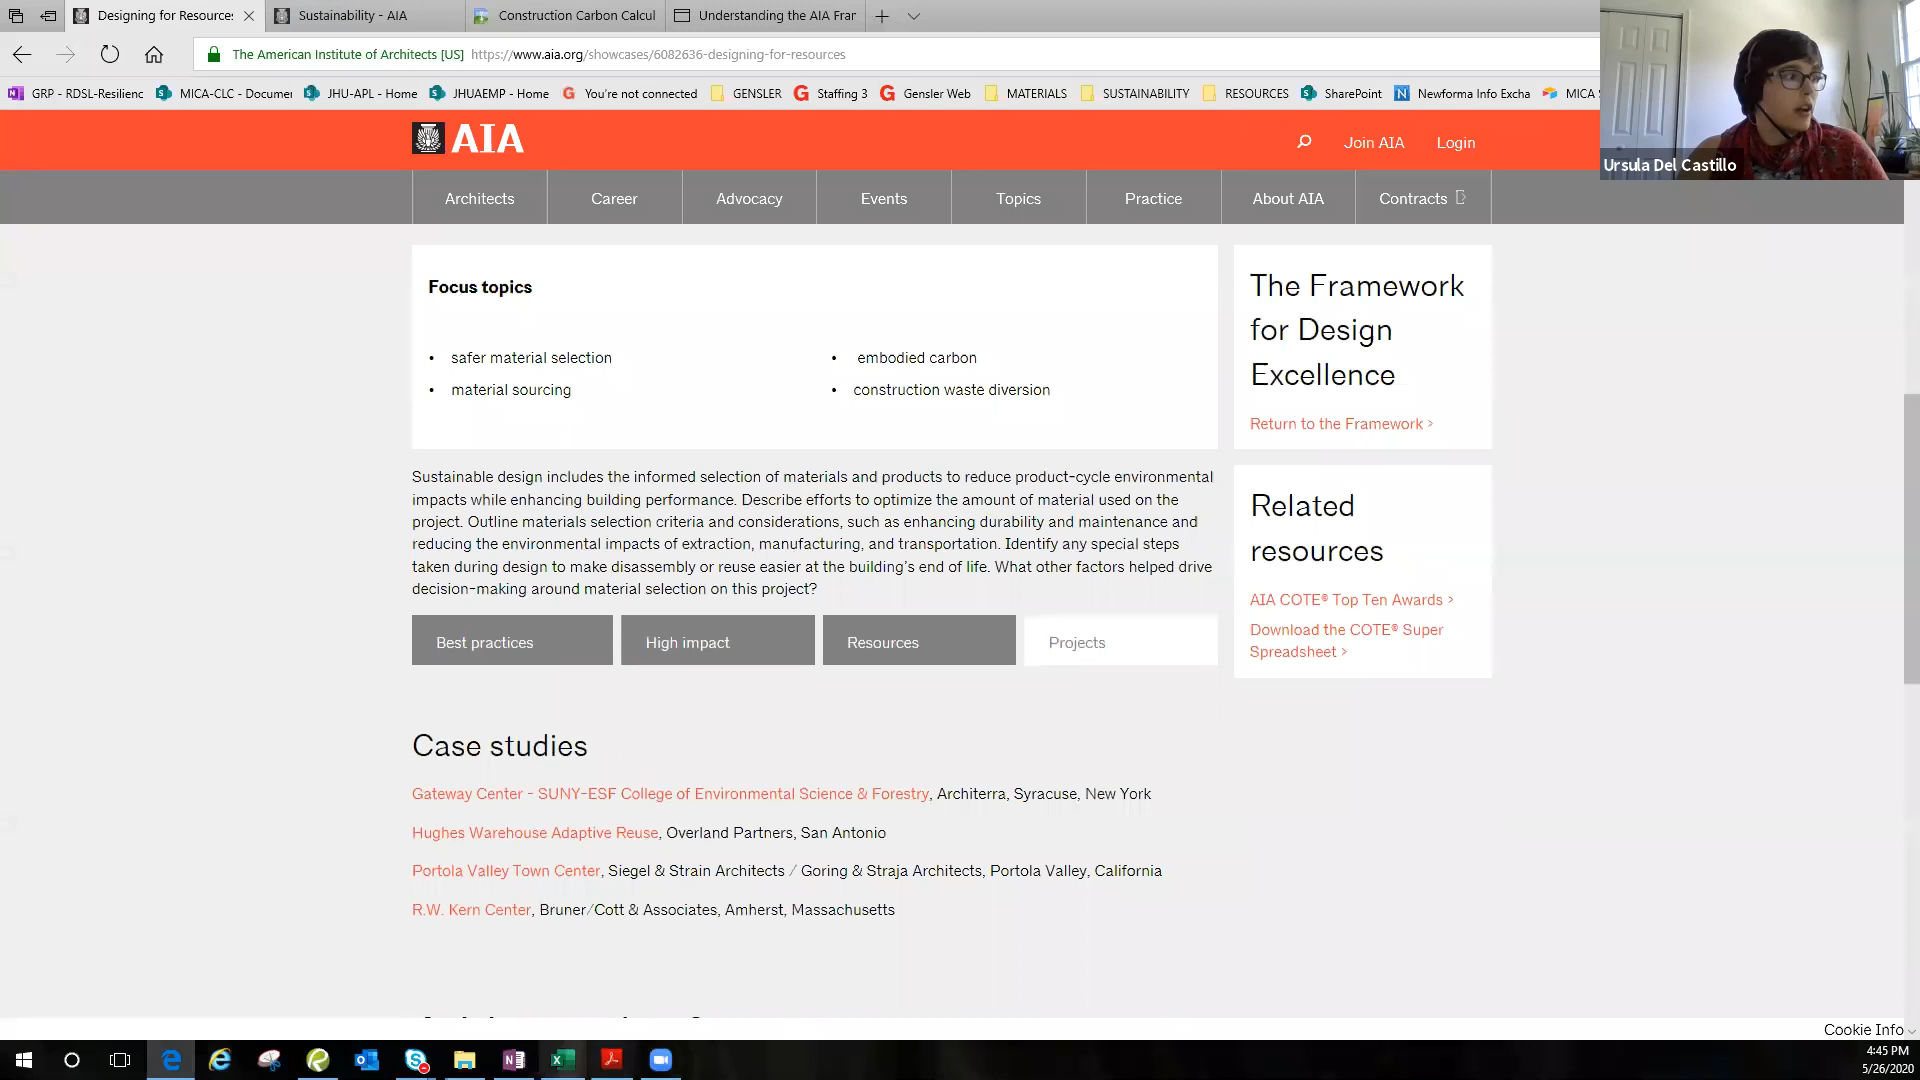 Designing for Resources
Sustainability - AIA
Construction Carbon Calcul
Understanding the AIA Fran
The American Institute of Architects [US]
https://www.aia.org/showcases/6082636-designing-for-resources
GRP - RDSL-Resilienc
MICA-CLC - Documen
JHU-APL - Home
JHUAEMP - Home
You're not connected
GENSLER
Staffing 3
Gensler Web
MATERIALS
SUSTAINABILITY
RESOURCES
SharePoint
Newforma Info Excha
MICA
Ursula Del Castillo
AIA
Join AIA
Login
Architects
Career
Advocacy
Events
Topics
Practice
About AIA
Contracts
Focus topics
• safer material selection
• material sourcing
• embodied carbon
• construction waste diversion
The Framework
for Design
Excellence
Return to the Framework >
Sustainable design includes the informed selection of materials and products to reduce product-cycle environmental
impacts while enhancing building performance. Describe efforts to optimize the amount of material used on the
project. Outline materials selection criteria and considerations, such as enhancing durability and maintenance and
reducing the environmental impacts of extraction, manufacturing, and transportation. Identify any special steps
taken during design to make disassembly or reuse easier at the building's end of life. What other factors helped drive
decision-making around material selection on this project?
Related
resources
AIA COTE® Top Ten Awards >
Download the COTE® Super
Spreadsheet >
Best practices
High impact
Resources
Projects
Case studies
Gateway Center - SUNY-ESF College of Environmental Science & Forestry, Architerra, Syracuse, New York
Hughes Warehouse Adaptive Reuse, Overland Partners, San Antonio
Portola Valley Town Center, Siegel & Strain Architects / Goring & Straja Architects, Portola Valley, California
R.W. Kern Center, Bruner/Cott & Associates, Amherst, Massachusetts
Cookie Info
4:45 PM
5/26/2020